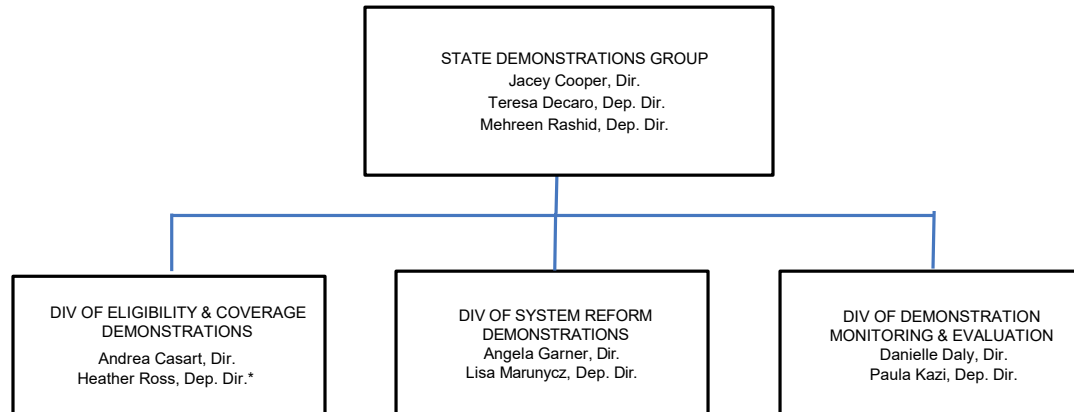 STATE DEMONSTRATIONS GROUP
Jacey Cooper, Dir.
Teresa Decaro, Dep. Dir.
Mehreen Rashid, Dep. Dir.
DIV OF ELIGIBILITY & COVERAGE
DEMONSTRATIONS
Andrea Casart, Dir.
Heather Ross, Dep. Dir.*
DIV OF SYSTEM REFORM
DEMONSTRATIONS
Angela Garner, Dir.
Lisa Marunycz, Dep. Dir.
DIV OF DEMONSTRATION
MONITORING & EVALUATION
Danielle Daly, Dir.
Paula Kazi, Dep. Dir.